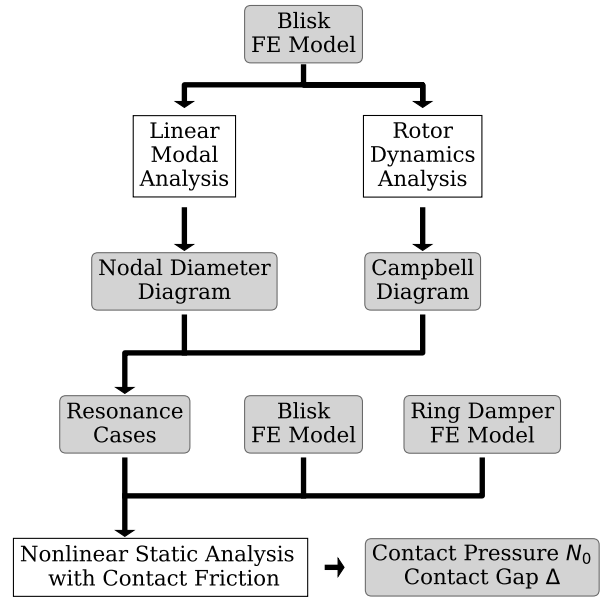 Blisk
FE Model
Linear
Modal
Analysis
Rotor
Dynamics
Analysis
Nodal Diameter
Diagram
Campbell
Diagram
Resonance
Cases
Blisk
FE Model
Ring Damper
FE Model
Nonlinear Static Analysis
with Contact Friction
Contact Pressure N₀
Contact Gap Δ